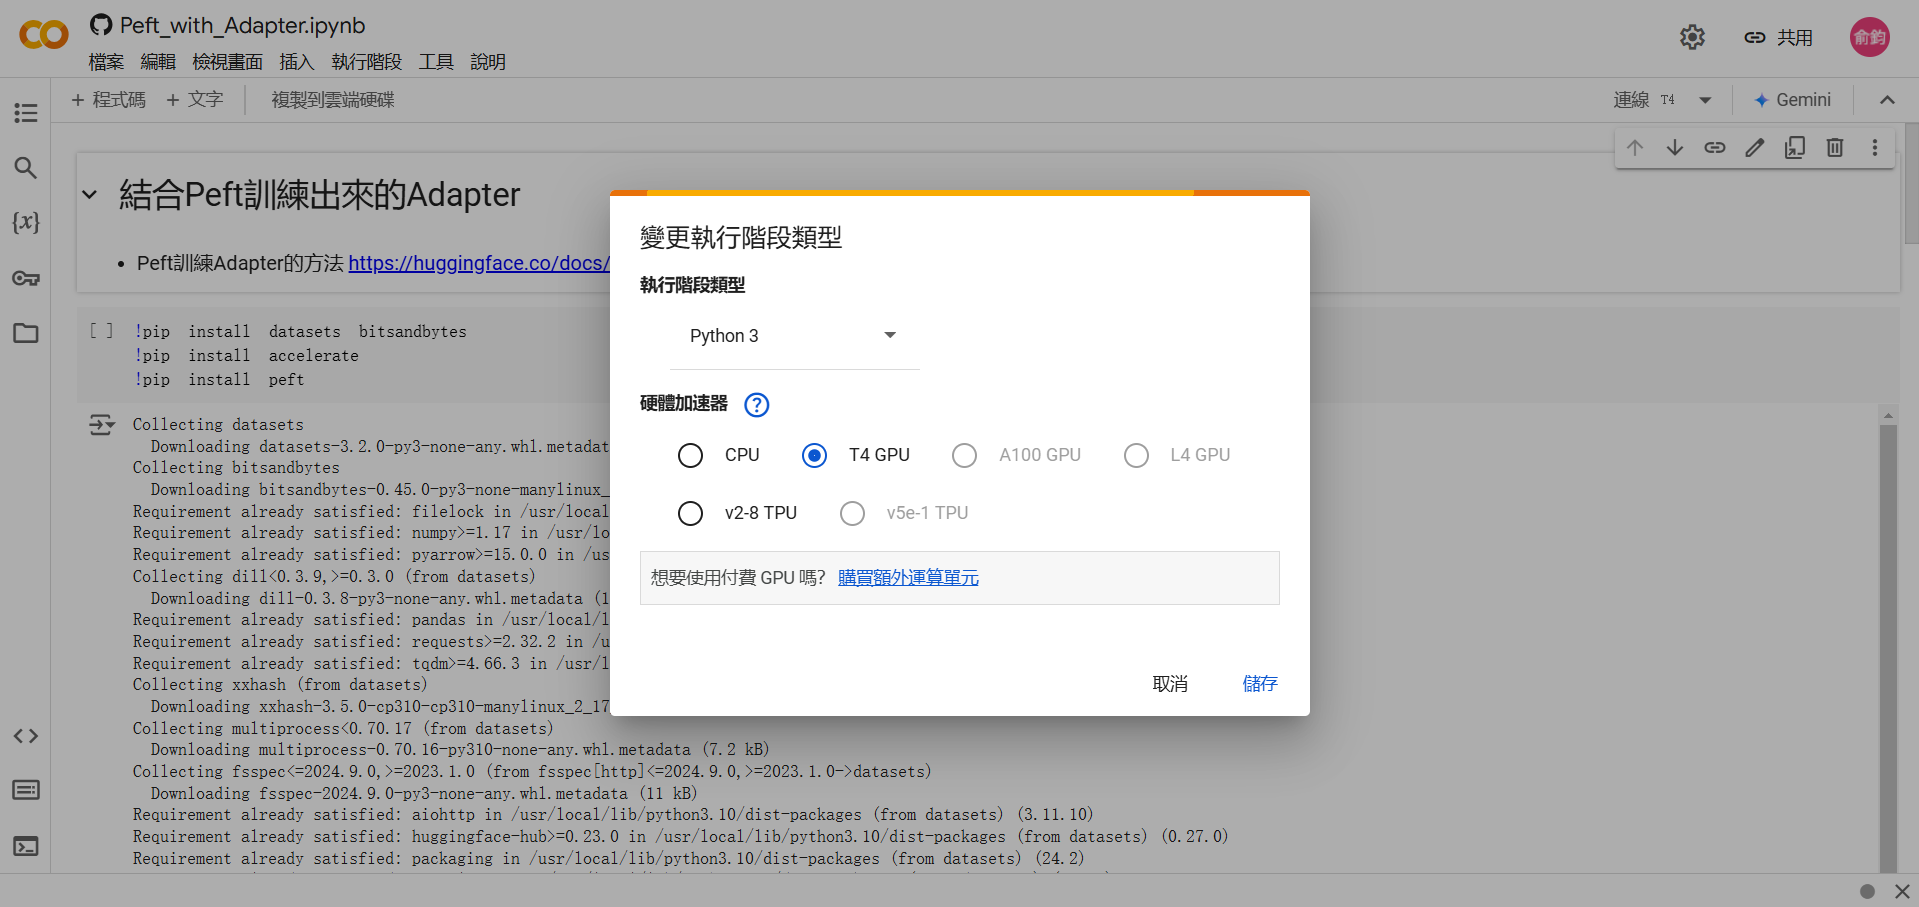 Peft_with_Adapter.ipynb
檔案 編輯 檢視畫面 插入 執行階段 工具 說明
共用
俞鈞
+ 程式碼 + 文字 複製到雲端硬碟
連線 T4
Gemini
結合Peft訓練出來的Adapter
Peft訓練Adapter的方法 https://huggingface.co/docs/
[ ] !pip install datasets bitsandbytes
!pip install accelerate
!pip install peft
Collecting datasets
Downloading datasets-3.2.0-py3-none-any.whl.metadat
Collecting bitsandbytes
Downloading bitsandbytes-0.45.0-py3-none-manylinux_
Requirement already satisfied: filelock in /usr/local
Requirement already satisfied: numpy>=1.17 in /usr/lo
Requirement already satisfied: pyarrow>=15.0.0 in /us
Collecting dill<0.3.9,>=0.3.0 (from datasets)
Downloading dill-0.3.8-py3-none-any.whl.metadata (1
Requirement already satisfied: pandas in /usr/local/l
Requirement already satisfied: requests>=2.32.2 in /u
Requirement already satisfied: tqdm>=4.66.3 in /usr/l
Collecting xxhash (from datasets)
Downloading xxhash-3.5.0-cp310-cp310-manylinux_2_17
Collecting multiprocess<0.70.17 (from datasets)
Downloading multiprocess-0.70.16-py310-none-any.whl.metadata (7.2 kB)
Collecting fsspec<=2024.9.0,>=2023.1.0 (from fsspec[http]<=2024.9.0,>=2023.1.0->datasets)
Downloading fsspec-2024.9.0-py3-none-any.whl.metadata (11 kB)
Requirement already satisfied: aiohttp in /usr/local/lib/python3.10/dist-packages (from datasets) (3.11.10)
Requirement already satisfied: huggingface-hub>=0.23.0 in /usr/local/lib/python3.10/dist-packages (from datasets) (0.27.0)
Requirement already satisfied: packaging in /usr/local/lib/python3.10/dist-packages (from datasets) (24.2)
變更執行階段類型
執行階段類型
Python 3
硬體加速器 ?
CPU T4 GPU A100 GPU L4 GPU
v2-8 TPU v5e-1 TPU
想要使用付費 GPU 嗎？ 購買額外運算單元
取消 儲存